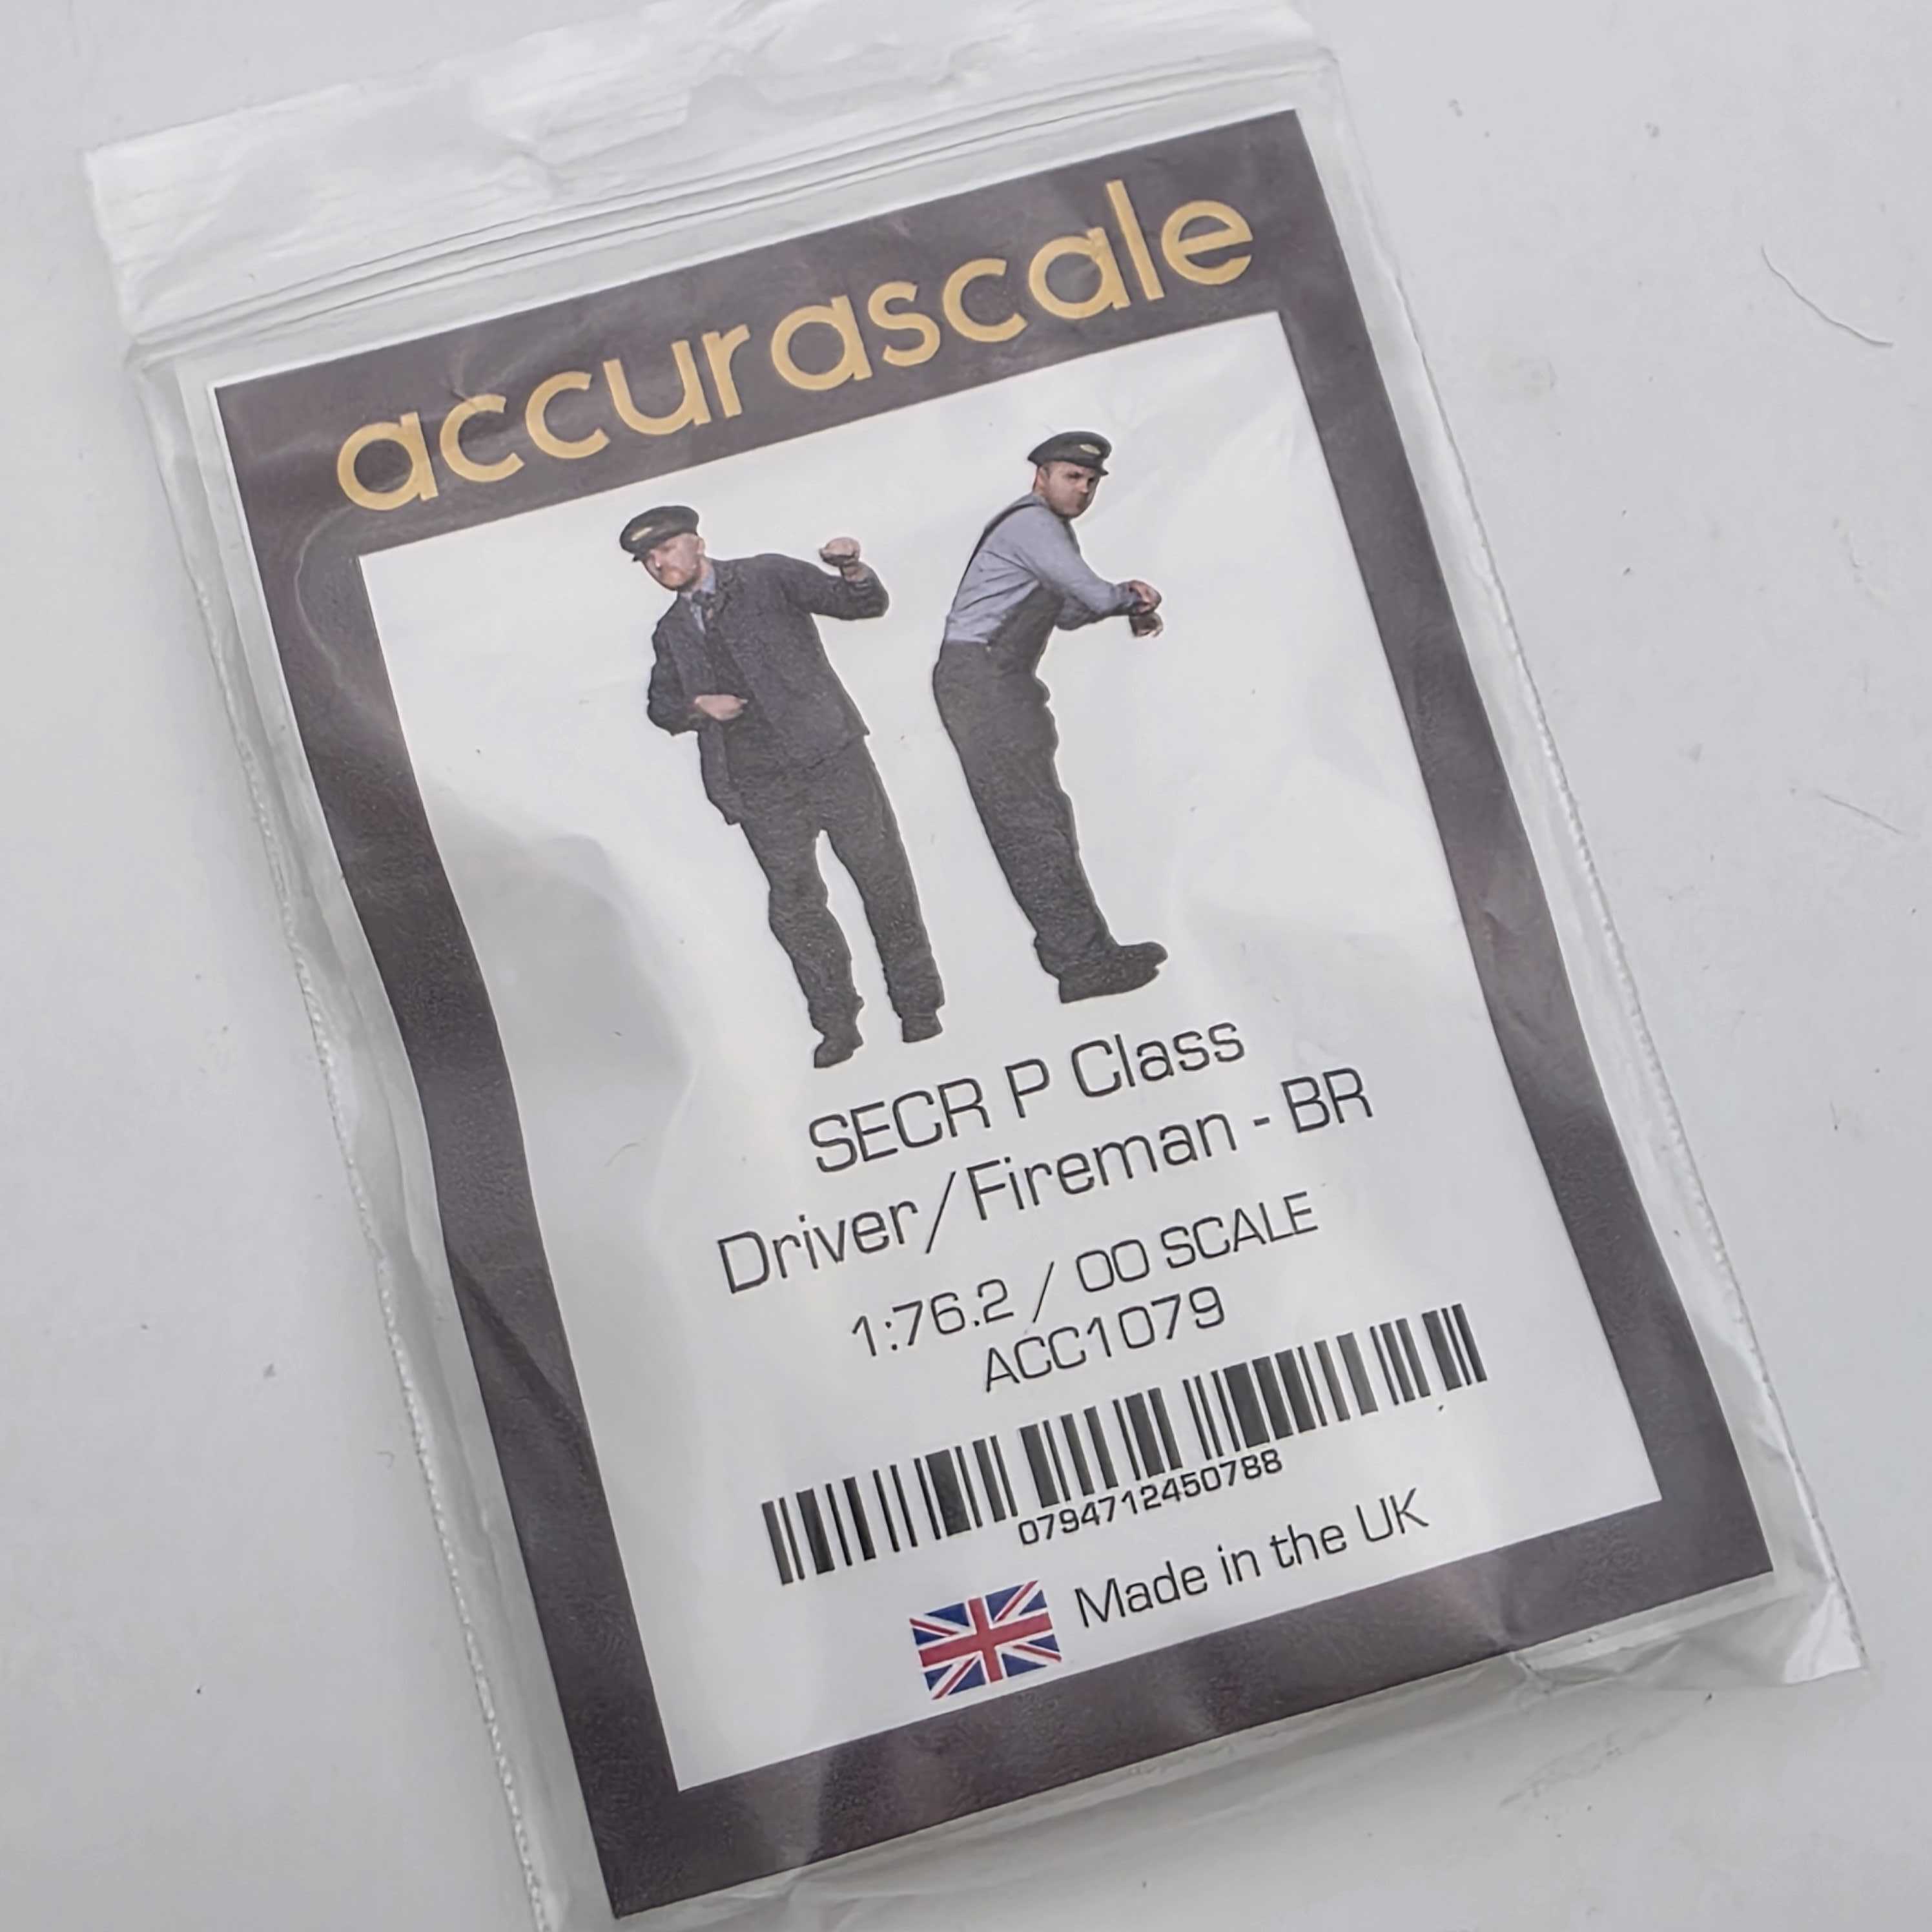 accurascale
SECR P Class
Driver/Fireman - BR
1:76.2 / OO SCALE
ACC1079
0794712450788
Made in the UK